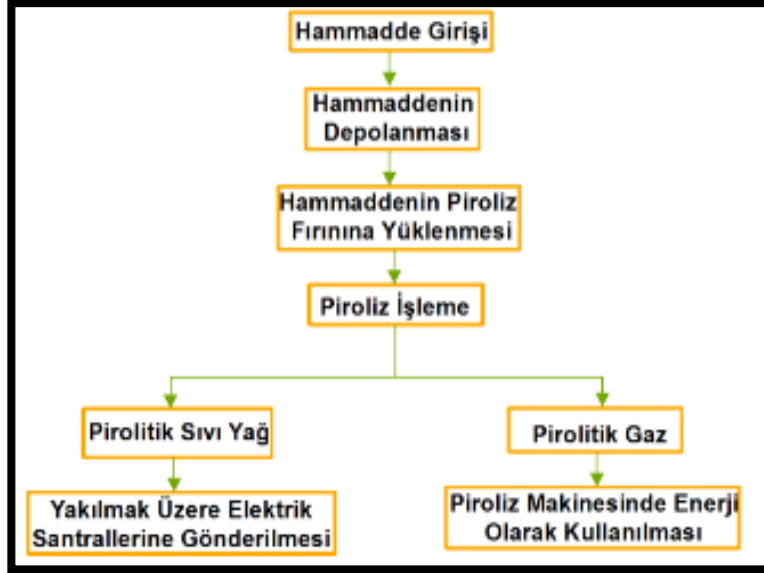 Hammadde Girişi
Hammaddenin
Depolanması
Hammaddenin Piroliz
Fırınına Yüklenmesi
Piroliz İşleme
Pirolitik Sıvı Yağ
Pirolitik Gaz
Yakılmak Üzere Elektrik
Santrallerine Gönderilmesi
Piroliz Makinesinde Enerji
Olarak Kullanılması